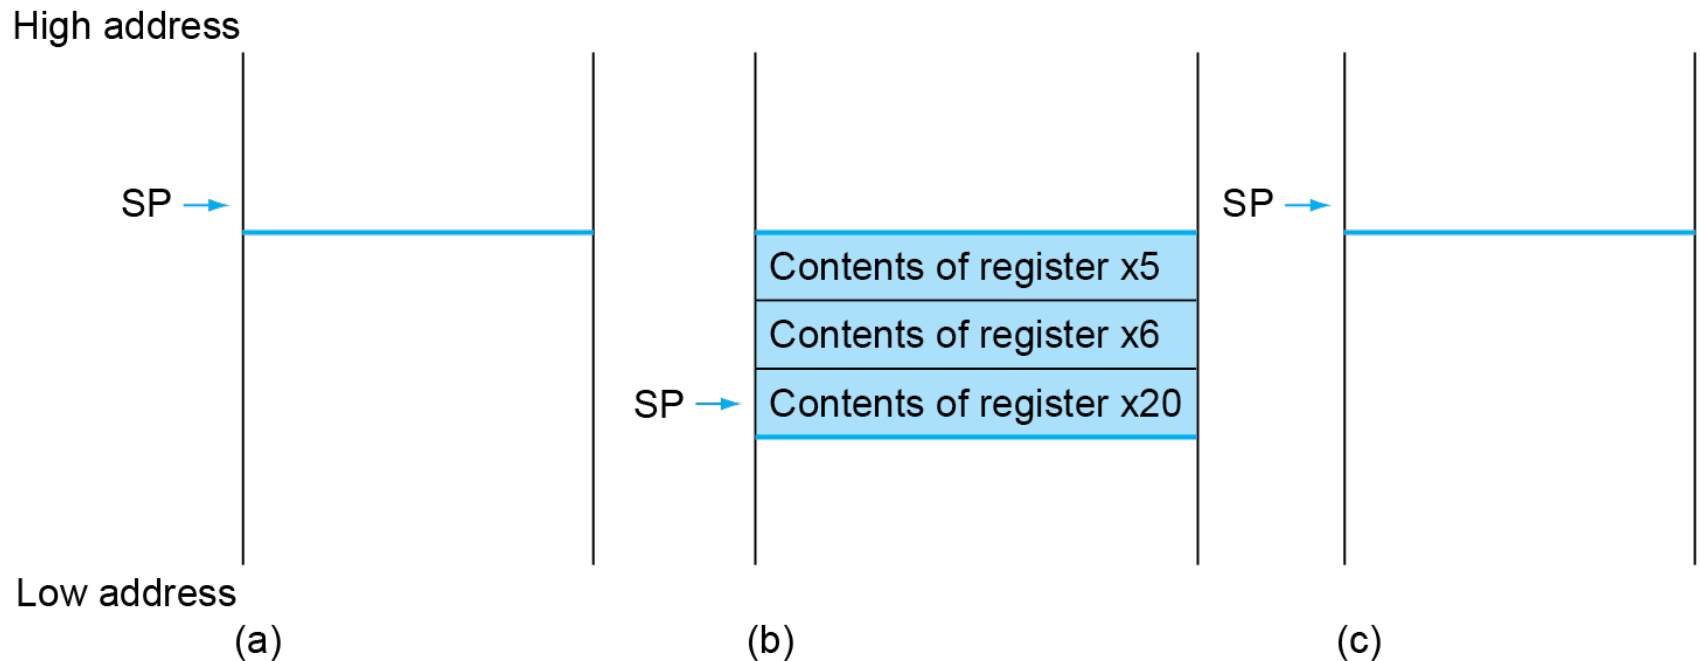 High address
SP
SP
Contents of register x5
Contents of register x6
SP
Contents of register x20
Low address
(a)
(b)
(c)